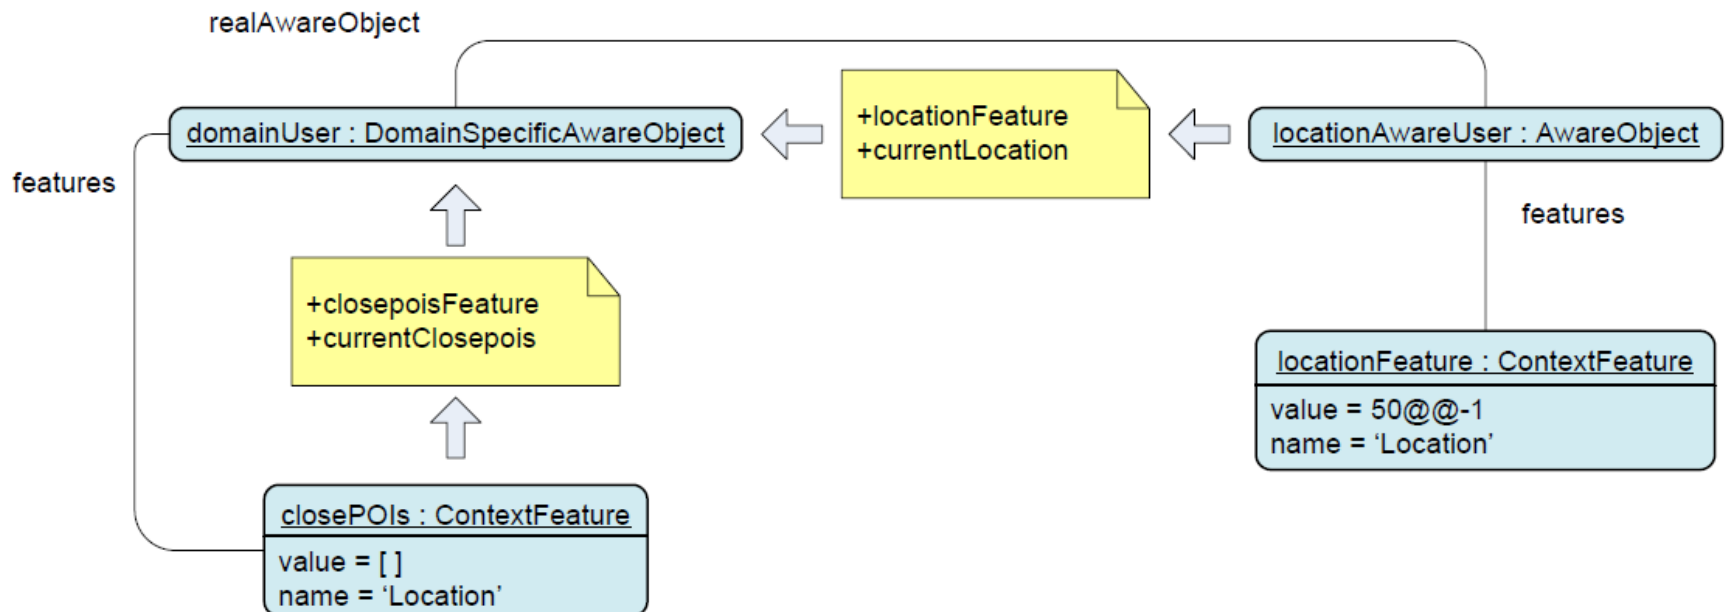 realAwareObject
domainUser : DomainSpecificAwareObject
+locationFeature
+currentLocation
locationAwareUser : AwareObject
features
features
+closepoisFeature
+currentClosepois
locationFeature : ContextFeature
value = 50@@-1
name = ‘Location’
closePOIs : ContextFeature
value = [ ]
name = ‘Location’